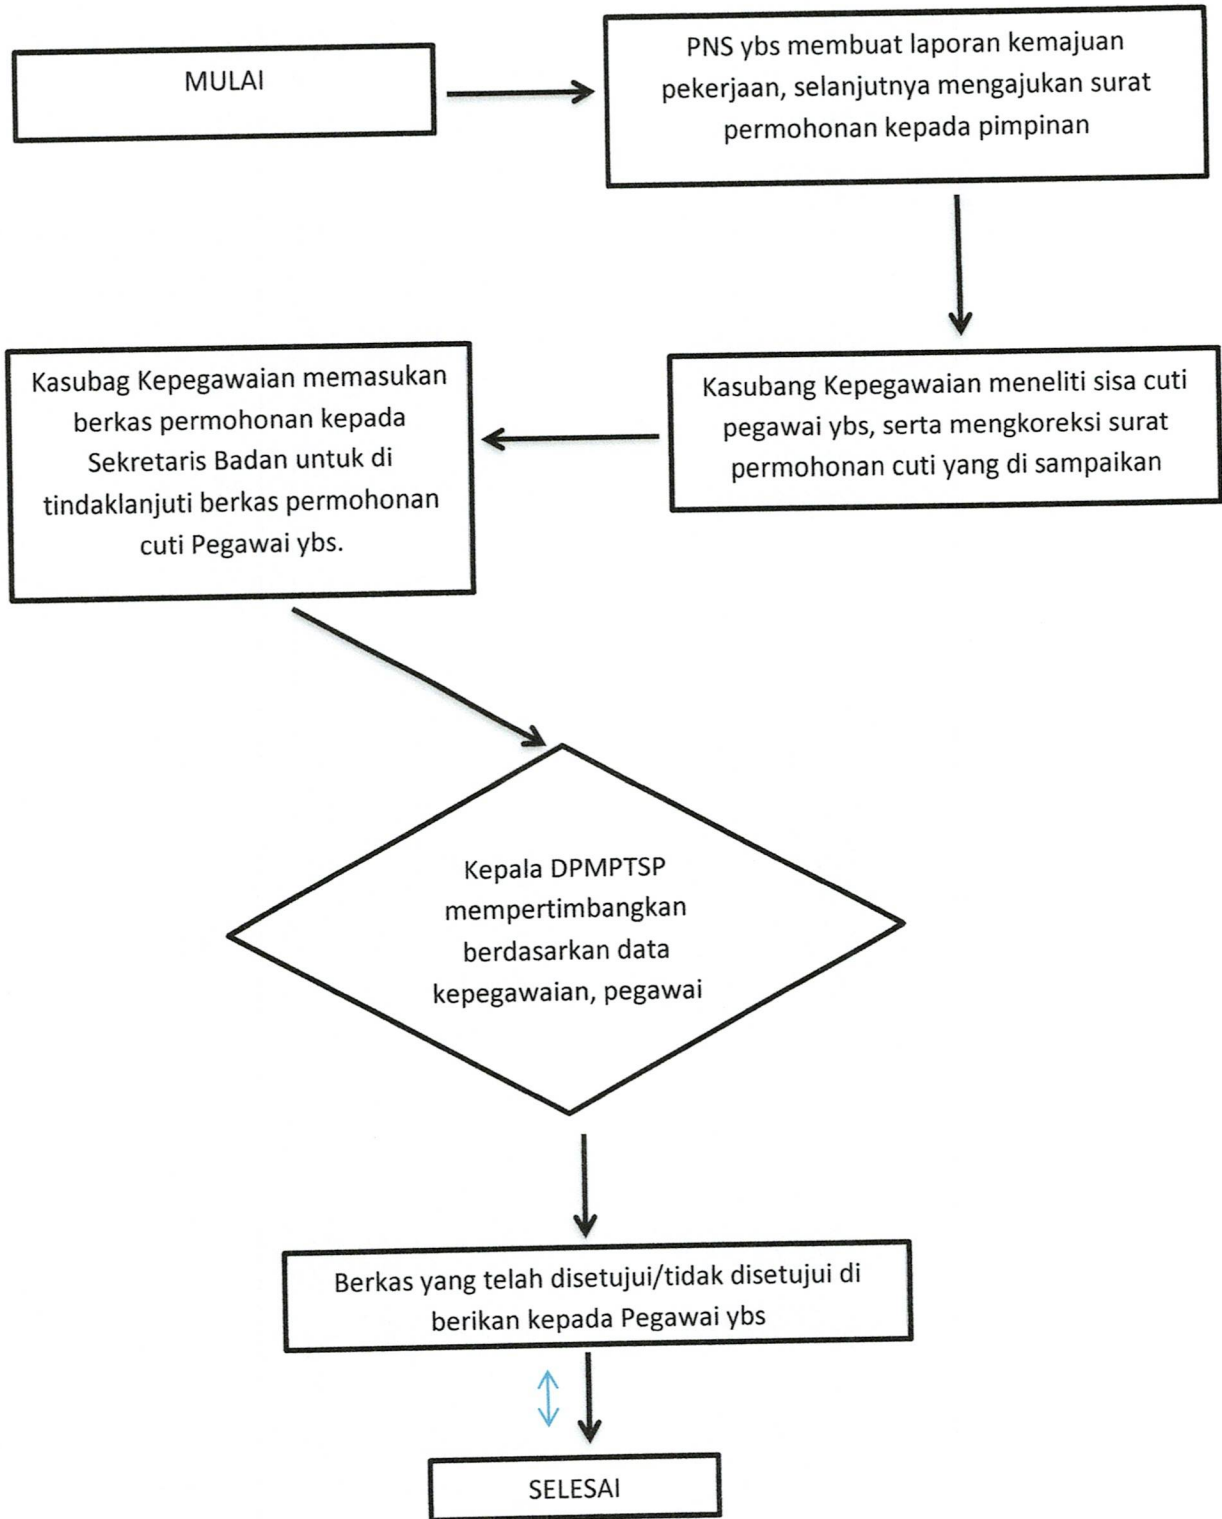 MULAI
PNS ybs membuat laporan kemajuan
pekerjaan, selanjutnya mengajukan surat
permohonan kepada pimpinan
Kasubang Kepegawaian meneliti sisa cuti
pegawai ybs, serta mengkoreksi surat
permohonan cuti yang di sampaikan
Kasubag Kepegawaian memasukan
berkas permohonan kepada
Sekretaris Badan untuk di
tindaklanjuti berkas permohonan
cuti Pegawai ybs.
Kepala DPMPTSP
mempertimbangkan
berdasarkan data
kepegawaian, pegawai
Berkas yang telah disetujui/tidak disetujui di
berikan kepada Pegawai ybs
SELESAI